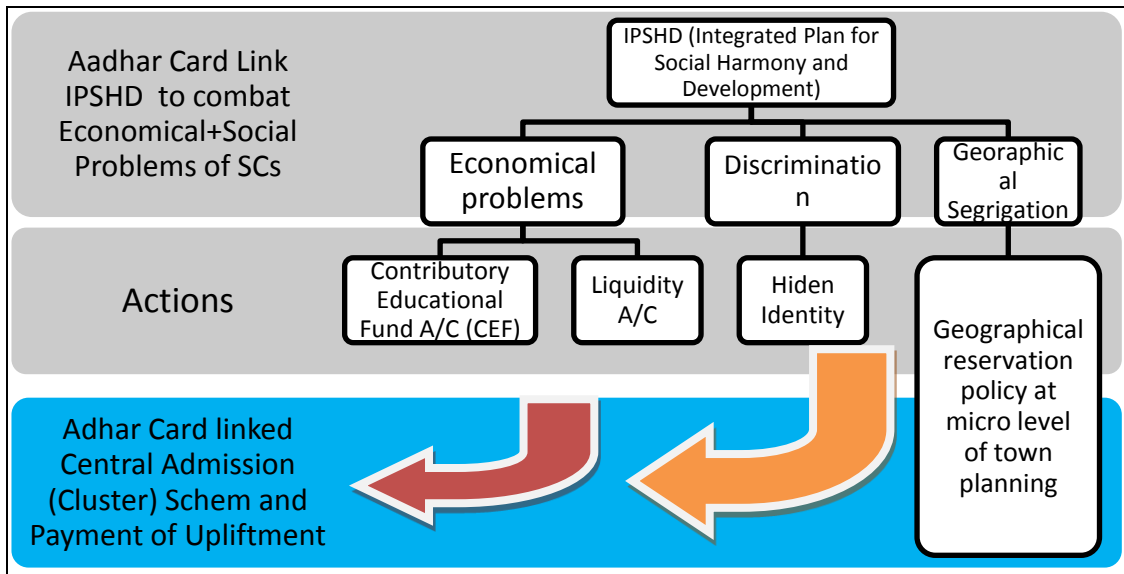 Aadhar Card Link
IPSHD to combat
Economical+Social
Problems of SCs
IPSHD (Integrated Plan for
Social Harmony and
Development)
Economical
problems
Discriminatio
n
Georaphic
al
Segrigation
Actions
Contributory
Educational
Fund A/C (CEF)
Liquidity
A/C
Hiden
Identity
Geographical
reservation
policy at
micro level
of town
planning
Adhar Card linked
Central Admission
(Cluster) Schem and
Payment of Upliftment